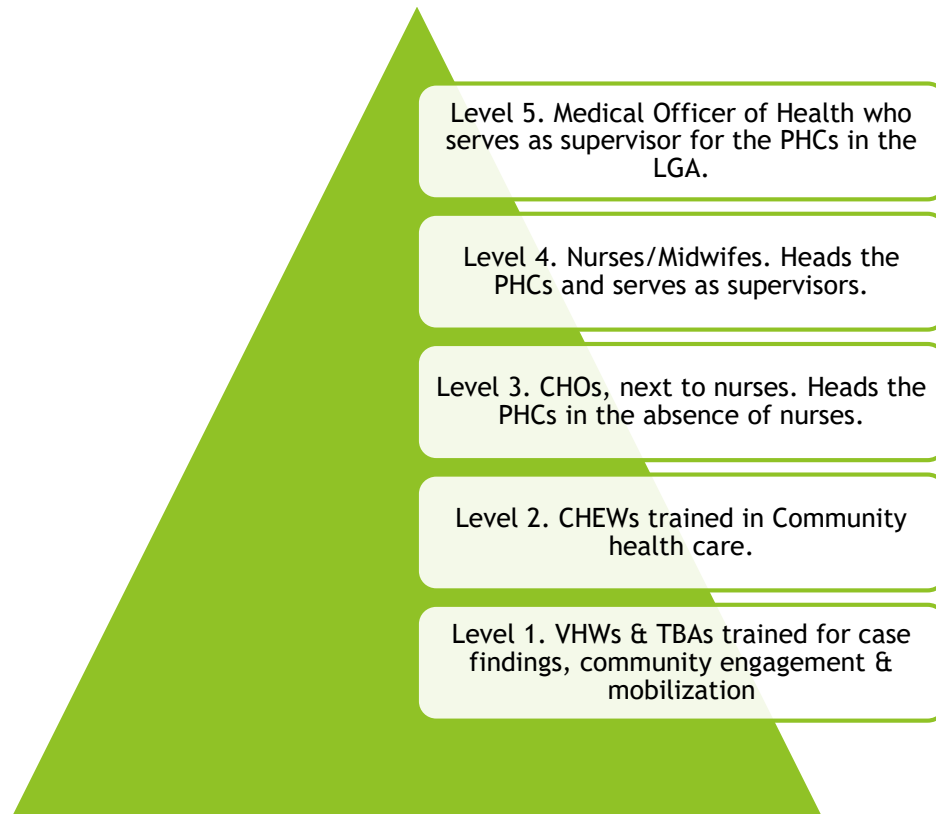 Level 5. Medical Officer of Health who
serves as supervisor for the PHCs in the
LGA.
Level 4. Nurses/Midwifes. Heads the
PHCs and serves as supervisors.
Level 3. CHOs, next to nurses. Heads the
PHCs in the absence of nurses.
Level 2. CHEWs trained in Community
health care.
Level 1. VHWs & TBAs trained for case
findings, community engagement &
mobilization